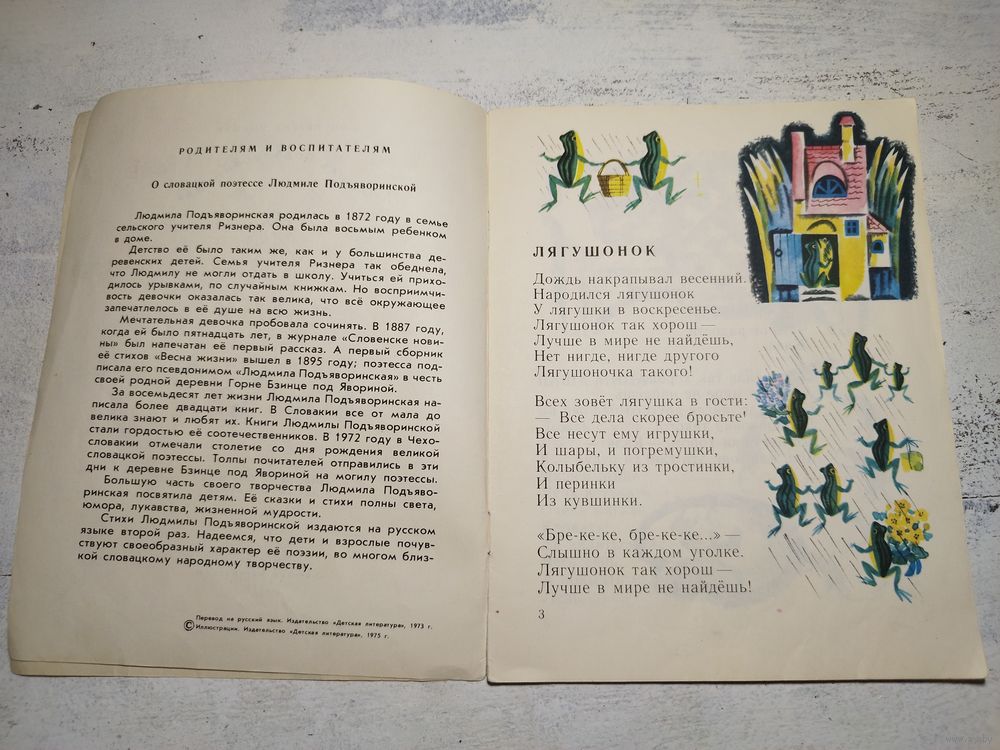 РОДИТЕЛЯМ И ВОСПИТАТЕЛЯМ
О словацкой поэтессе Людмиле Подъяворинской
Людмила Подъяворинская родилась в 1872 году в семье
сельского учителя Ризнера. Она была восьмым ребенком
в доме.
Детство её было таким же, как и у большинства де-
ревенских детей. Семья учителя Ризнера так обеднела,
что Людмилу не могли отдать в школу. Учиться ей прихо-
дилось урывками, по случайным книжкам. Но восприимчи-
вость девочки оказалась так велика, что всё окружающее
запечатлелось в её душе на всю жизнь.
Мечтательная девочка пробовала сочинять. В 1887 году,
когда ей было пятнадцать лет, в журнале «Словенске нови-
ны» был напечатан её первый рассказ. А первый сборник
её стихов «Весна жизни» вышел в 1895 году; поэтесса под-
писала его псевдонимом «Людмила Подъяворинская» в честь
своей родной деревни Горне Бзинце под Явориной.
За восемьдесят лет жизни Людмила Подъяворинская на-
писала более двадцати книг. В Словакии все от мала до
велика знают и любят их. Книги Людмилы Подъяворинской
стали гордостью её соотечественников. В 1972 году в Чехо-
словакии отмечали столетие со дня рождения великой
словацкой поэтессы. Толпы почитателей отправились в эти
дни к деревне Бзинце под Явориной на могилу поэтессы.
Большую часть своего творчества Людмила Подъяво-
ринская посвятила детям. Её сказки и стихи полны света,
юмора, лукавства, жизненной мудрости.
Стихи Людмилы Подъяворинской издаются на русском
языке второй раз. Надеемся, что дети и взрослые почув-
ствуют своеобразный характер её поэзии, во многом близ-
кой словацкому народному творчеству.
Перевод на русский язык. Издательство «Детская литература», 1973 г.
© Иллюстрации. Издательство «Детская литература», 1975 г.
ЛЯГУШОНОК
Дождь накрапывал весенний.
Народился лягушонок
У лягушки в воскресенье.
Лягушонок так хорош —
Лучше в мире не найдёшь,
Нет нигде, нигде другого
Лягушоночка такого!
Всех зовёт лягушка в гости:
— Все дела скорее бросьте!
Все несут ему игрушки,
И шары, и погремушки,
Колыбельку из тростинки,
И перинки
Из кувшинки.
«Бре-ке-ке, бре-ке-ке...» —
Слышно в каждом уголке.
Лягушонок так хорош —
Лучше в мире не найдёшь!
3